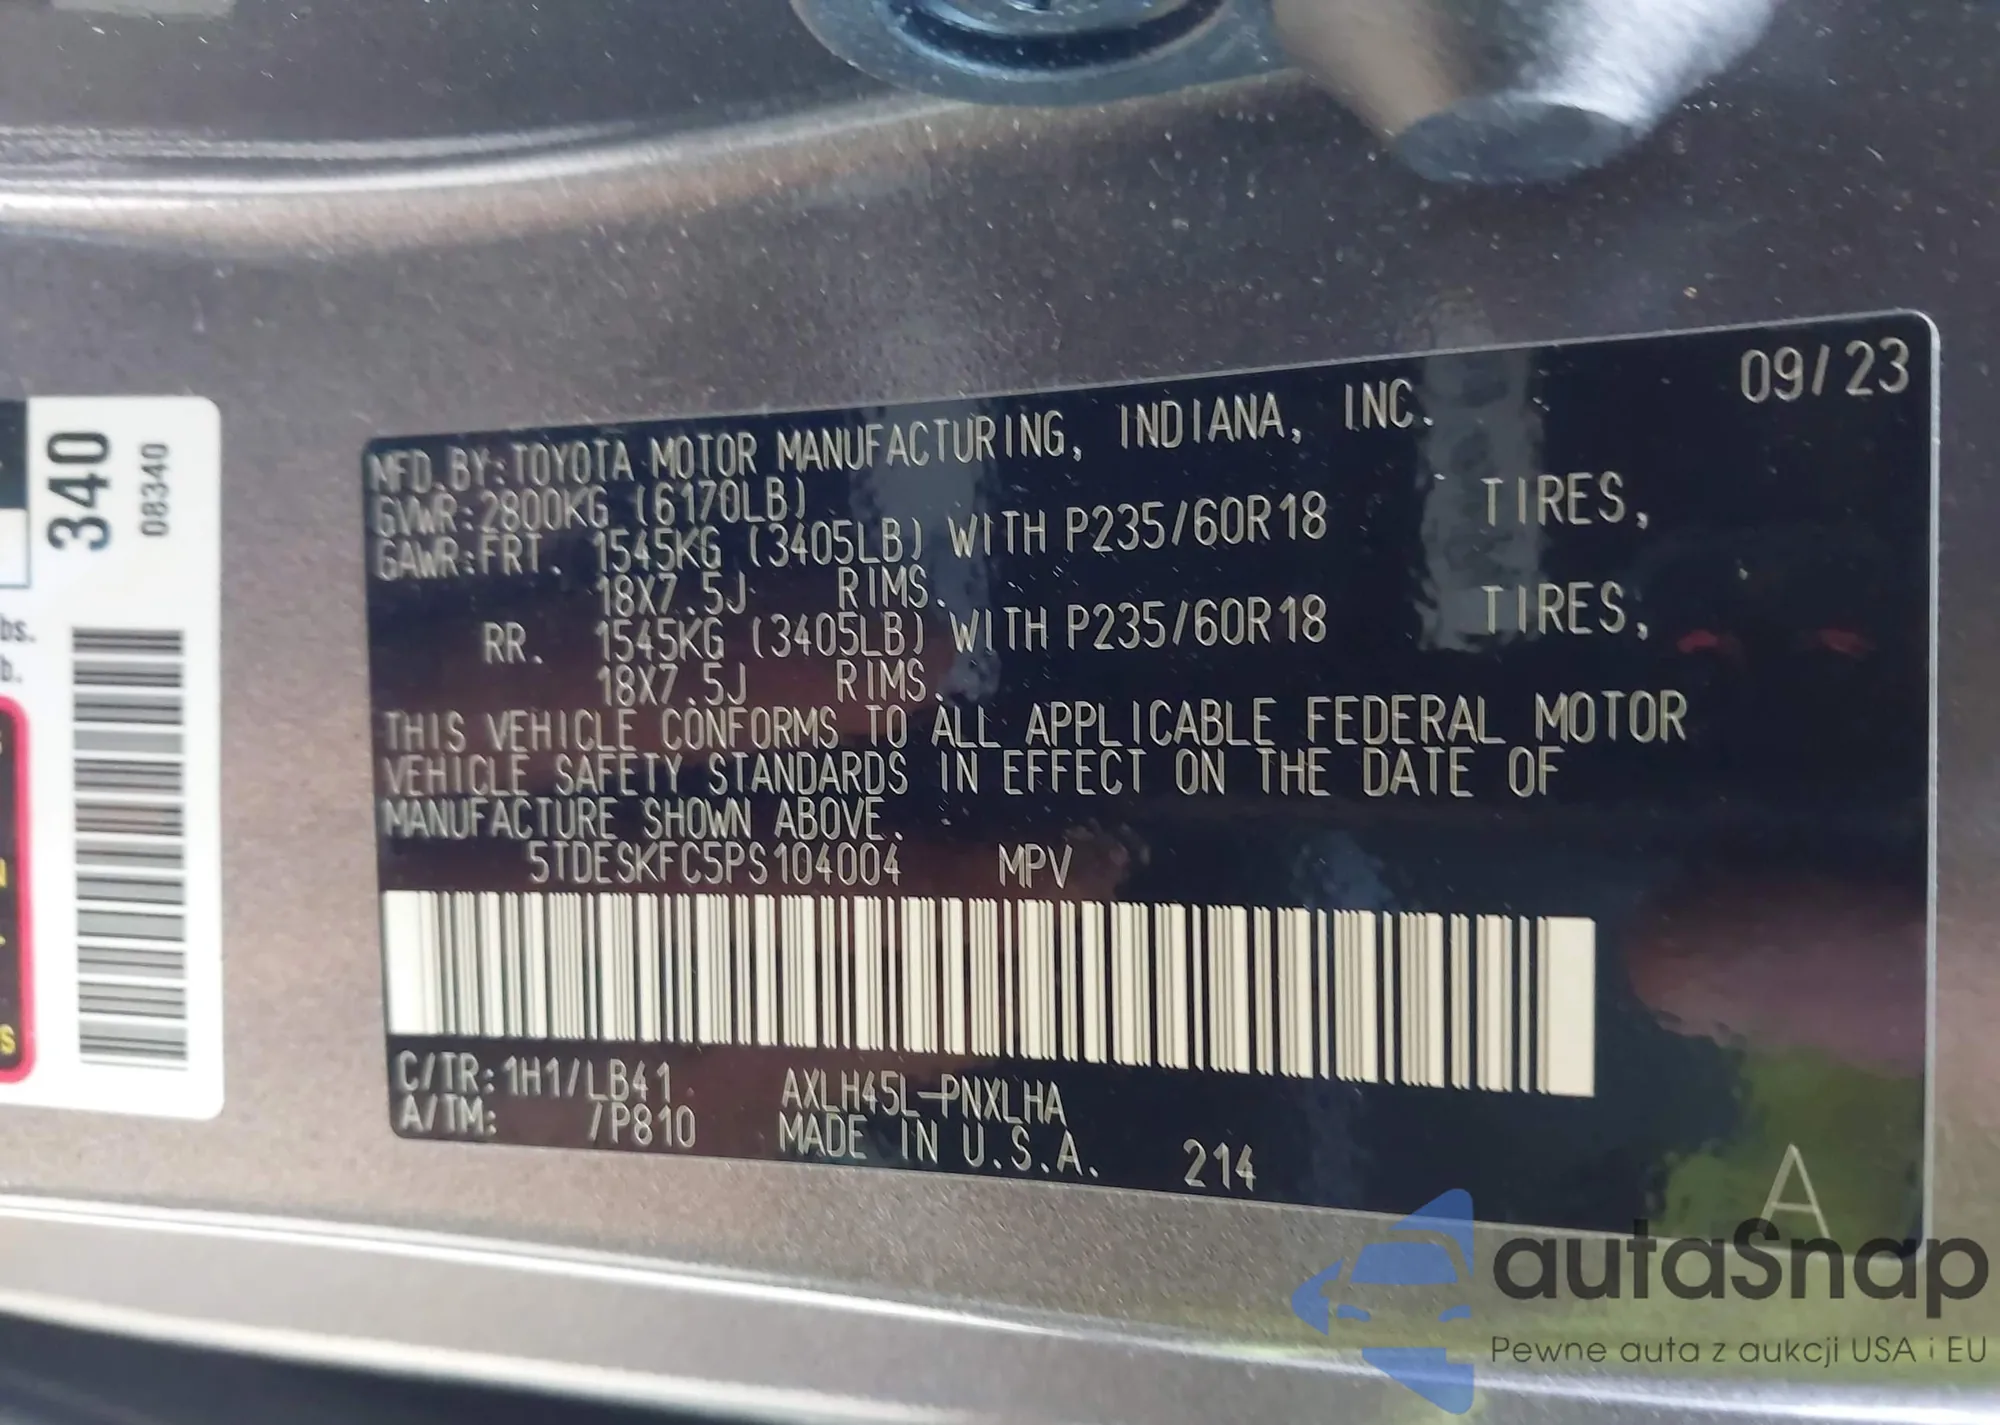 340
08340
bs.
b.
S
09/23
MFD.BY:TOYOTA MOTOR MANUFACTURING, INDIANA, INC.
GVWR:2800KG (6170LB)
GAWR:FRT. 1545KG (3405LB) WITH P235/60R18 TIRES,
18X7.5J RIMS.
RR. 1545KG (3405LB) WITH P235/60R18 TIRES,
18X7.5J RIMS.
THIS VEHICLE CONFORMS TO ALL APPLICABLE FEDERAL MOTOR
VEHICLE SAFETY STANDARDS IN EFFECT ON THE DATE OF
MANUFACTURE SHOWN ABOVE.
5TDESKFC5PS104004 MPV
C/TR:1H1/LB41 AXLH45L-PNXLHA
A/TM: /P810 MADE IN U.S.A. 214
A
autaSnap
Pewne auta z aukcji USA i EU